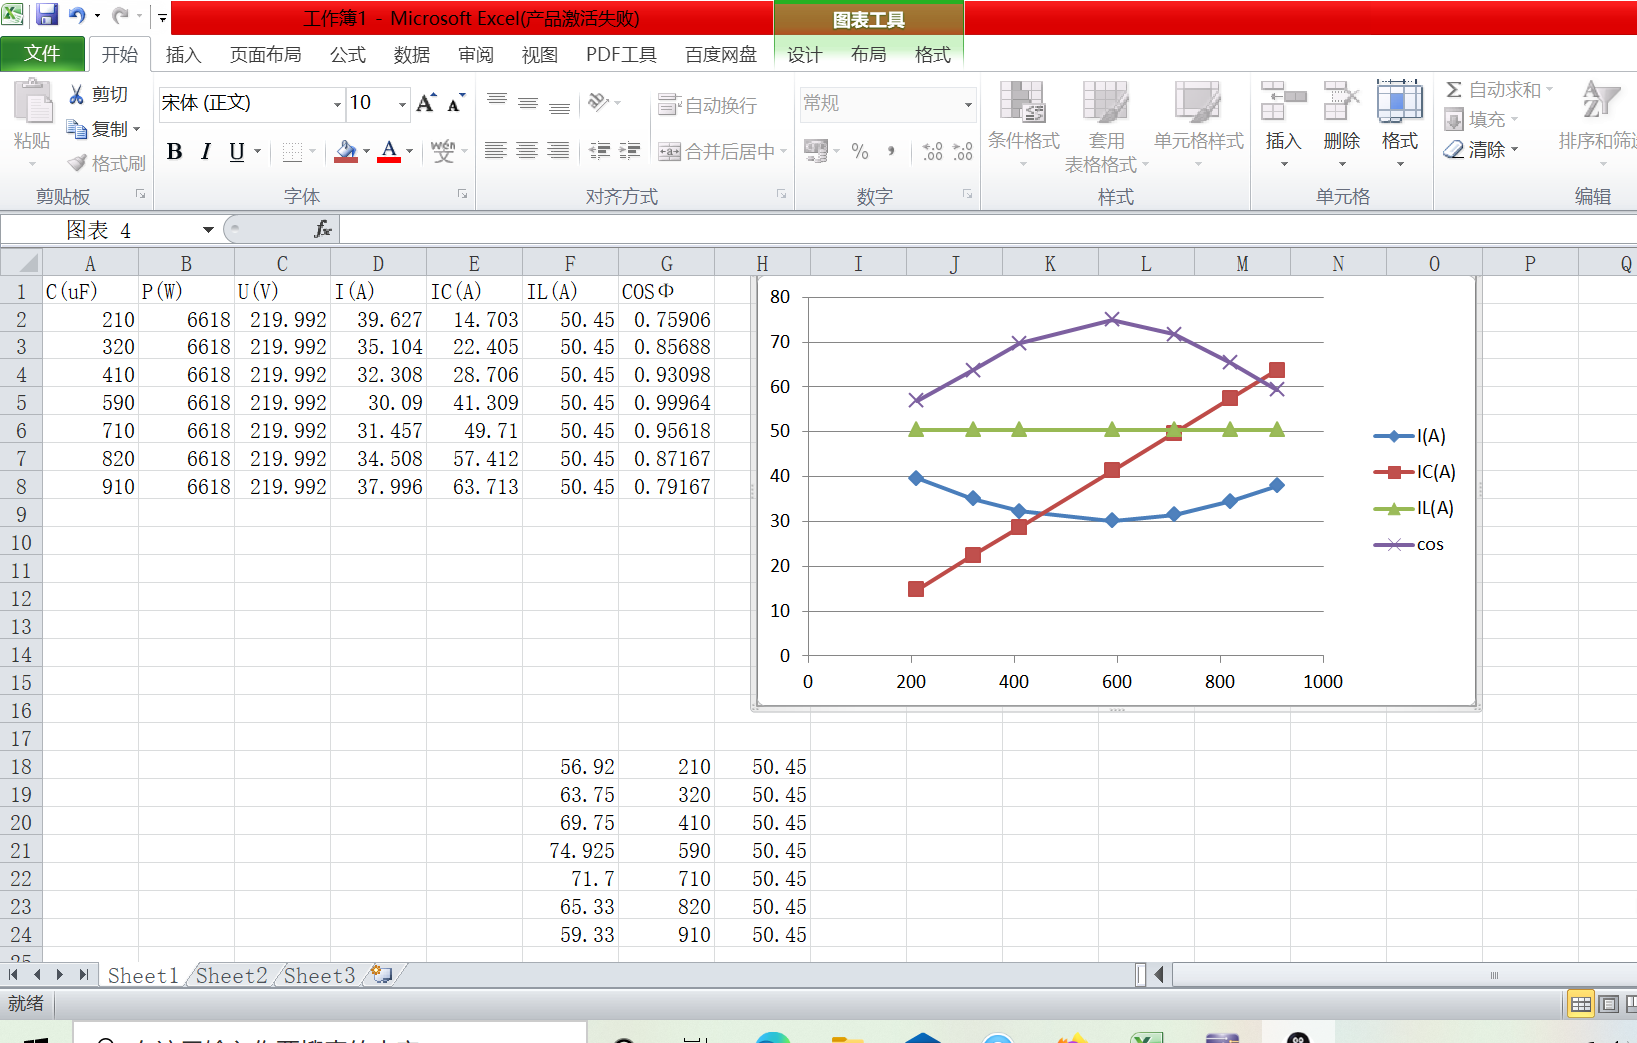 工作簿1 - Microsoft Excel(产品激活失败)
图表工具
文件 开始 插入 页面布局 公式 数据 审阅 视图 PDF工具 百度网盘 设计 布局 格式
宋体 (正文) 10 A A 自动换行 常规 Σ 自动求和
剪切
复制
格式刷
粘贴
B I U A wén 文 合并后居中 % , .00 .00
条件格式 套用 表格格式 单元格样式 插入 删除 格式
填充
清除
A Z 排序和筛
剪贴板 字体 对齐方式 数字 样式 单元格 编辑
图表 4 fx
A B C D E F G H I J K L M N O P Q
1 C(uF) P(W) U(V) I(A) IC(A) IL(A) COSΦ
2 210 6618 219.992 39.627 14.703 50.45 0.75906
3 320 6618 219.992 35.104 22.405 50.45 0.85688
4 410 6618 219.992 32.308 28.706 50.45 0.93098
5 590 6618 219.992 30.09 41.309 50.45 0.99964
6 710 6618 219.992 31.457 49.71 50.45 0.95618
7 820 6618 219.992 34.508 57.412 50.45 0.87167
8 910 6618 219.992 37.996 63.713 50.45 0.79167
9
10
11
12
13
14
15
16
17
18 56.92 210 50.45
19 63.75 320 50.45
20 69.75 410 50.45
21 74.925 590 50.45
22 71.7 710 50.45
23 65.33 820 50.45
24 59.33 910 50.45
25
80
70
60
50
40
30
20
10
0
0 200 400 600 800 1000
I(A)
IC(A)
IL(A)
cos
Sheet1 Sheet2 Sheet3
就绪